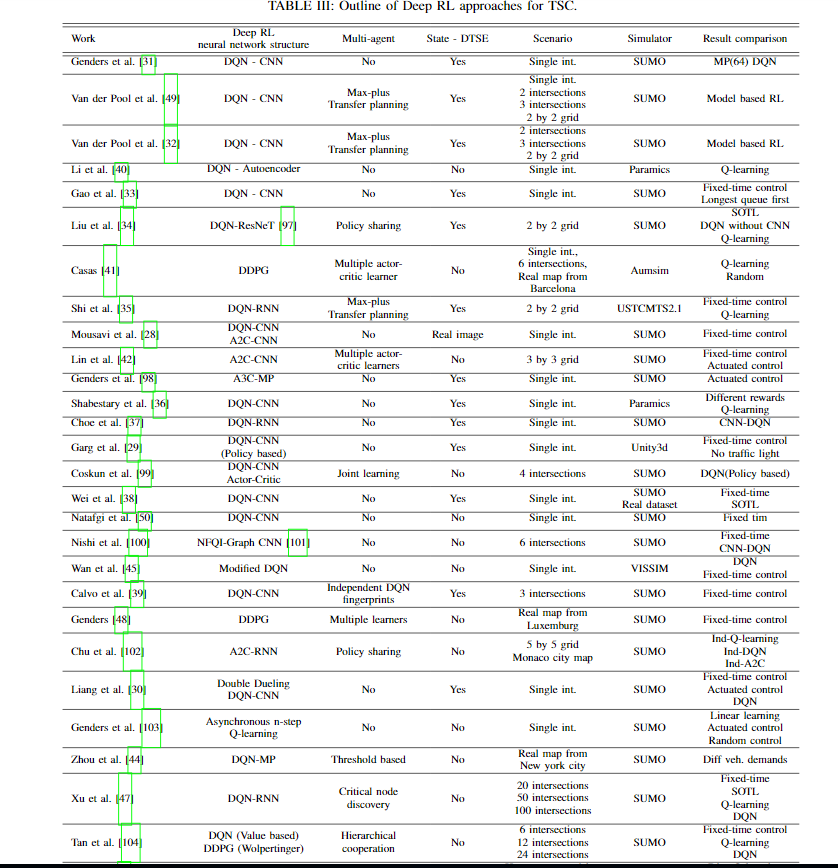 TABLE III: Outline of Deep RL approaches for TSC.
Work Deep RL neural network structure Multi-agent State - DTSE Scenario Simulator Result comparison
Genders et al. [31] DQN - CNN No Yes Single int. SUMO MP(64) DQN
Van der Pool et al. [49] DQN - CNN Max-plus Transfer planning Yes Single int. 2 intersections 3 intersections 2 by 2 grid SUMO Model based RL
Van der Pool et al. [32] DQN - CNN Max-plus Transfer planning Yes 2 intersections 3 intersections 2 by 2 grid SUMO Model based RL
Li et al. [40] DQN - Autoencoder No No Single int. Paramics Q-learning
Gao et al. [33] DQN - CNN No Yes Single int. SUMO Fixed-time control Longest queue first
Liu et al. [34] DQN-ResNeT [97] Policy sharing Yes 2 by 2 grid SUMO SOTL DQN without CNN Q-learning
Casas [41] DDPG Multiple actor-critic learner No Single int., 6 intersections, Real map from Barcelona Aumsim Q-learning Random
Shi et al. [35] DQN-RNN Max-plus Transfer planning Yes 2 by 2 grid USTCMTS2.1 Fixed-time control Q-learning
Mousavi et al. [28] DQN-CNN A2C-CNN No Real image Single int. SUMO Fixed-time control
Lin et al. [42] A2C-CNN Multiple actor-critic learners No 3 by 3 grid SUMO Fixed-time control Actuated control
Genders et al. [98] A3C-MP No Yes Single int. SUMO Actuated control
Shabestary et al. [36] DQN-CNN No Yes Single int. Paramics Different rewards Q-learning
Choe et al. [37] DQN-RNN No Yes Single int. SUMO CNN-DQN
Garg et al. [29] DQN-CNN (Policy based) No Yes Single int. Unity3d Fixed-time control No traffic light
Coskun et al. [99] DQN-CNN Actor-Critic Joint learning No 4 intersections SUMO DQN(Policy based)
Wei et al. [38] DQN-CNN No Yes Single int. SUMO Real dataset Fixed-time SOTL
Natafgi et al. [50] DQN-CNN No No Single int. SUMO Fixed tim
Nishi et al. [100] NFQI-Graph CNN [101] No No 6 intersections SUMO Fixed-time CNN-DQN
Wan et al. [45] Modified DQN No No Single int. VISSIM DQN Fixed-time control
Calvo et al. [39] DQN-CNN Independent DQN fingerprints Yes 3 intersections SUMO Fixed-time control
Genders [48] DDPG Multiple learners No Real map from Luxemburg SUMO Fixed-time control
Chu et al. [102] A2C-RNN Policy sharing No 5 by 5 grid Monaco city map SUMO Ind-Q-learning Ind-DQN Ind-A2C
Liang et al. [30] Double Dueling DQN-CNN No Yes Single int. SUMO Fixed-time control Actuated control DQN
Genders et al. [103] Asynchronous n-step Q-learning No No Single int. SUMO Linear learning Actuated control Random control
Zhou et al. [44] DQN-MP Threshold based No Real map from New york city SUMO Diff veh. demands
Xu et al. [47] DQN-RNN Critical node discovery No 20 intersections 50 intersections 100 intersections SUMO Fixed-time SOTL Q-learning DQN
Tan et al. [104] DQN (Value based) DDPG (Wolpertinger) Hierarchical cooperation No 6 intersections 12 intersections 24 intersections SUMO Fixed-time control Q-learning DQN